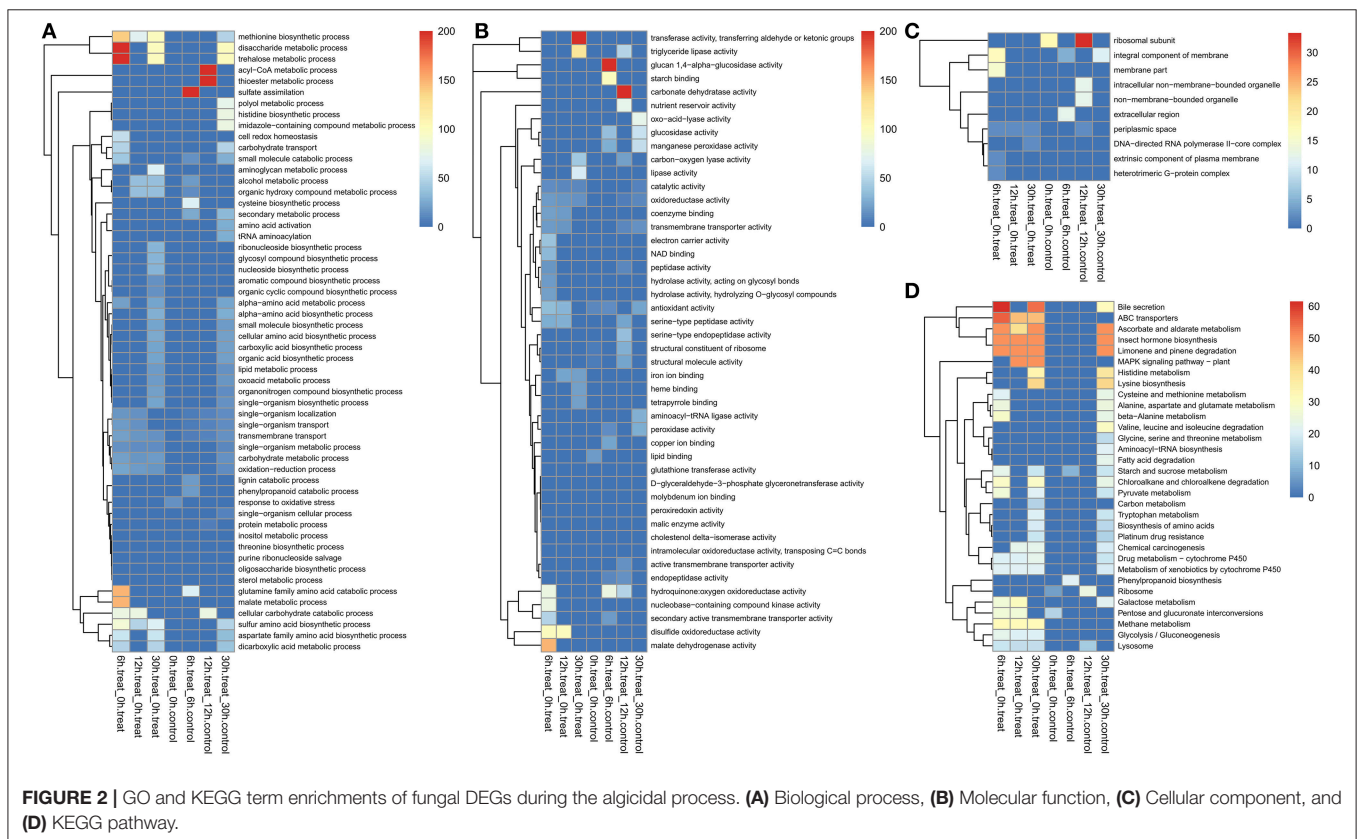 A
methionine biosynthetic process
disaccharide metabolic process
trehalose metabolic process
acyl-CoA metabolic process
thioester metabolic process
sulfate assimilation
polyol metabolic process
histidine biosynthetic process
imidazole-containing compound metabolic process
cell redox homeostasis
carbohydrate transport
small molecule catabolic process
aminoglycan metabolic process
alcohol metabolic process
organic hydroxy compound metabolic process
cysteine biosynthetic process
secondary metabolic process
amino acid activation
tRNA aminoacylation
ribonucleoside biosynthetic process
glycosyl compound biosynthetic process
nucleoside biosynthetic process
aromatic compound biosynthetic process
organic cyclic compound biosynthetic process
alpha-amino acid metabolic process
alpha-amino acid biosynthetic process
small molecule biosynthetic process
cellular amino acid biosynthetic process
carboxylic acid biosynthetic process
organic acid biosynthetic process
lipid metabolic process
oxoacid metabolic process
organonitrogen compound biosynthetic process
single-organism biosynthetic process
single-organism localization
single-organism transport
transmembrane transport
single-organism metabolic process
carbohydrate metabolic process
oxidation-reduction process
lignin catabolic process
phenylpropanoid catabolic process
response to oxidative stress
single-organism cellular process
protein metabolic process
inositol metabolic process
threonine biosynthetic process
purine ribonucleoside salvage
oligosaccharide biosynthetic process
sterol metabolic process
glutamine family amino acid catabolic process
malate metabolic process
cellular carbohydrate catabolic process
sulfur amino acid biosynthetic process
aspartate family amino acid biosynthetic process
dicarboxylic acid metabolic process
6h.treat_0h.treat
12h.treat_0h.treat
30h.treat_0h.treat
0h.treat_0h.control
6h.treat_6h.control
12h.treat_12h.control
30h.treat_30h.control
200
150
100
50
0
B
transferase activity, transferring aldehyde or ketonic groups
triglyceride lipase activity
glucan 1,4-alpha-glucosidase activity
starch binding
carbonate dehydratase activity
nutrient reservoir activity
oxo-acid-lyase activity
glucosidase activity
manganese peroxidase activity
carbon-oxygen lyase activity
lipase activity
catalytic activity
oxidoreductase activity
coenzyme binding
transmembrane transporter activity
electron carrier activity
NAD binding
peptidase activity
hydrolase activity, acting on glycosyl bonds
hydrolase activity, hydrolyzing O-glycosyl compounds
antioxidant activity
serine-type peptidase activity
serine-type endopeptidase activity
structural constituent of ribosome
structural molecule activity
iron ion binding
heme binding
tetrapyrrole binding
aminoacyl-tRNA ligase activity
peroxidase activity
copper ion binding
lipid binding
glutathione transferase activity
D-glyceraldehyde-3-phosphate glyceronetransferase activity
molybdenum ion binding
peroxiredoxin activity
malic enzyme activity
cholestenol delta-isomerase activity
intramolecular oxidoreductase activity, transposing C=C bonds
active transmembrane transporter activity
endopeptidase activity
hydroquinone:oxygen oxidoreductase activity
nucleobase-containing compound kinase activity
secondary active transmembrane transporter activity
disulfide oxidoreductase activity
malate dehydrogenase activity
6h.treat_0h.treat
12h.treat_0h.treat
30h.treat_0h.treat
0h.treat_0h.control
6h.treat_6h.control
12h.treat_12h.control
30h.treat_30h.control
200
150
100
50
0
C
ribosomal subunit
integral component of membrane
membrane part
intracellular non-membrane-bounded organelle
non-membrane-bounded organelle
extracellular region
periplasmic space
DNA-directed RNA polymerase II-core complex
extrinsic component of plasma membrane
heterotrimeric G-protein complex
6h.treat_0h.treat
12h.treat_0h.treat
30h.treat_0h.treat
0h.treat_0h.control
6h.treat_6h.control
12h.treat_12h.control
30h.treat_30h.control
30
25
20
15
10
5
0
D
Bile secretion
ABC transporters
Ascorbate and aldarate metabolism
Insect hormone biosynthesis
Limonene and pinene degradation
MAPK signaling pathway - plant
Histidine metabolism
Lysine biosynthesis
Cysteine and methionine metabolism
Alanine, aspartate and glutamate metabolism
beta-Alanine metabolism
Valine, leucine and isoleucine degradation
Glycine, serine and threonine metabolism
Aminoacyl-tRNA biosynthesis
Fatty acid degradation
Starch and sucrose metabolism
Chloroalkane and chloroalkene degradation
Pyruvate metabolism
Carbon metabolism
Tryptophan metabolism
Biosynthesis of amino acids
Platinum drug resistance
Chemical carcinogenesis
Drug metabolism - cytochrome P450
Metabolism of xenobiotics by cytochrome P450
Phenylpropanoid biosynthesis
Ribosome
Galactose metabolism
Pentose and glucuronate interconversions
Methane metabolism
Glycolysis / Gluconeogenesis
Lysosome
6h.treat_0h.treat
12h.treat_0h.treat
30h.treat_0h.treat
0h.treat_0h.control
6h.treat_6h.control
12h.treat_12h.control
30h.treat_30h.control
60
50
40
30
20
10
0
FIGURE 2 | GO and KEGG term enrichments of fungal DEGs during the algicidal process. (A) Biological process, (B) Molecular function, (C) Cellular component, and
(D) KEGG pathway.